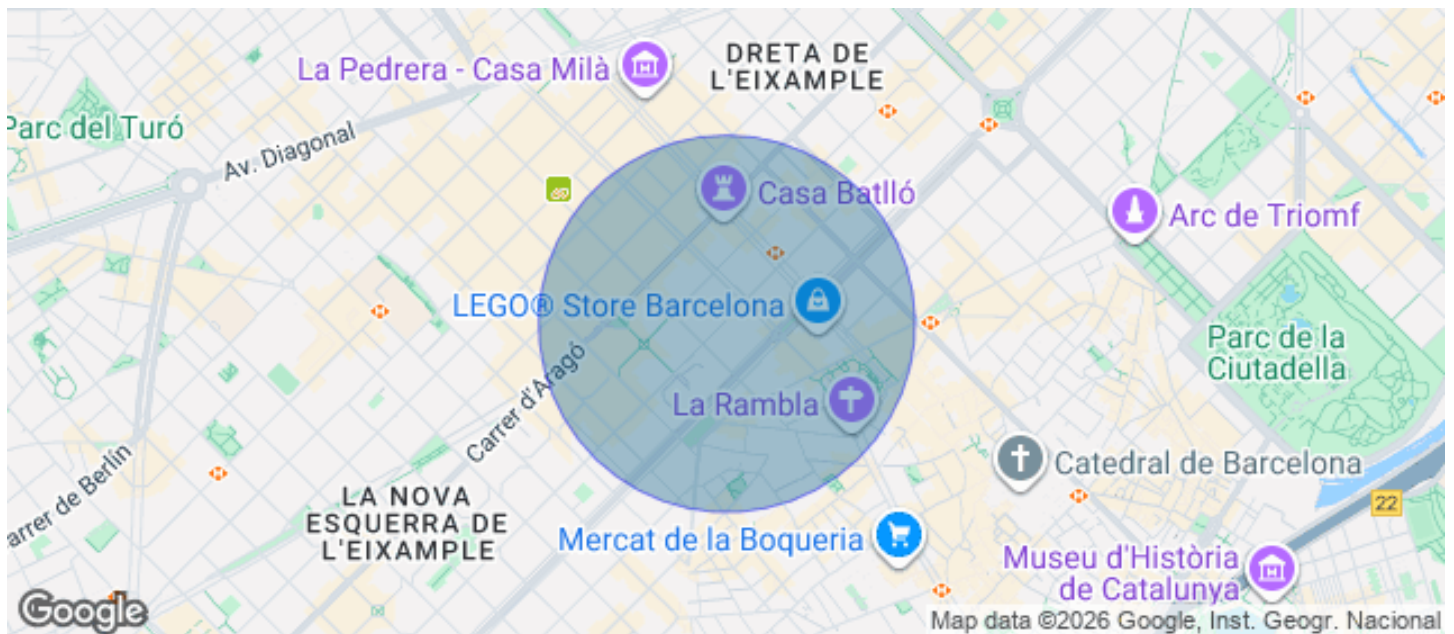 DRETA DE
L'EIXAMPLE
La Pedrera - Casa Milà
Parc del Turó
Av. Diagonal
Casa Batlló
Arc de Triomf
LEGO® Store Barcelona
Parc de la
Ciutadella
Carrer d'Aragó
La Rambla
Catedral de Barcelona
Carrer de Berlín
LA NOVA
ESQUERRA DE
L'EIXAMPLE
22
Mercat de la Boqueria
Museu d'Història
de Catalunya
Google
Map data ©2026 Google, Inst. Geogr. Nacional